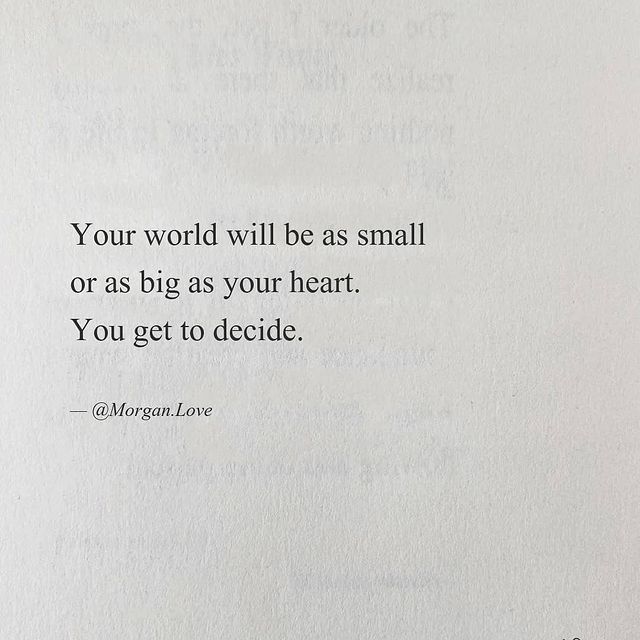 Your world will be as small
or as big as your heart.
You get to decide.
— @Morgan.Love